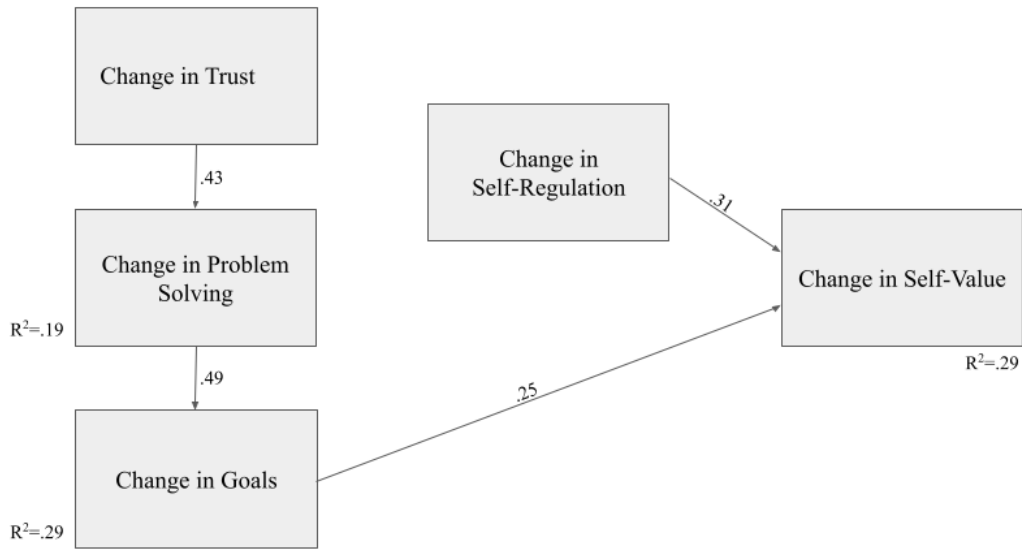 Change in Trust
.43
Change in Problem
Solving
R²=.19
.49
Change in Goals
R²=.29
Change in
Self-Regulation
.31
.25
Change in Self-Value
R²=.29